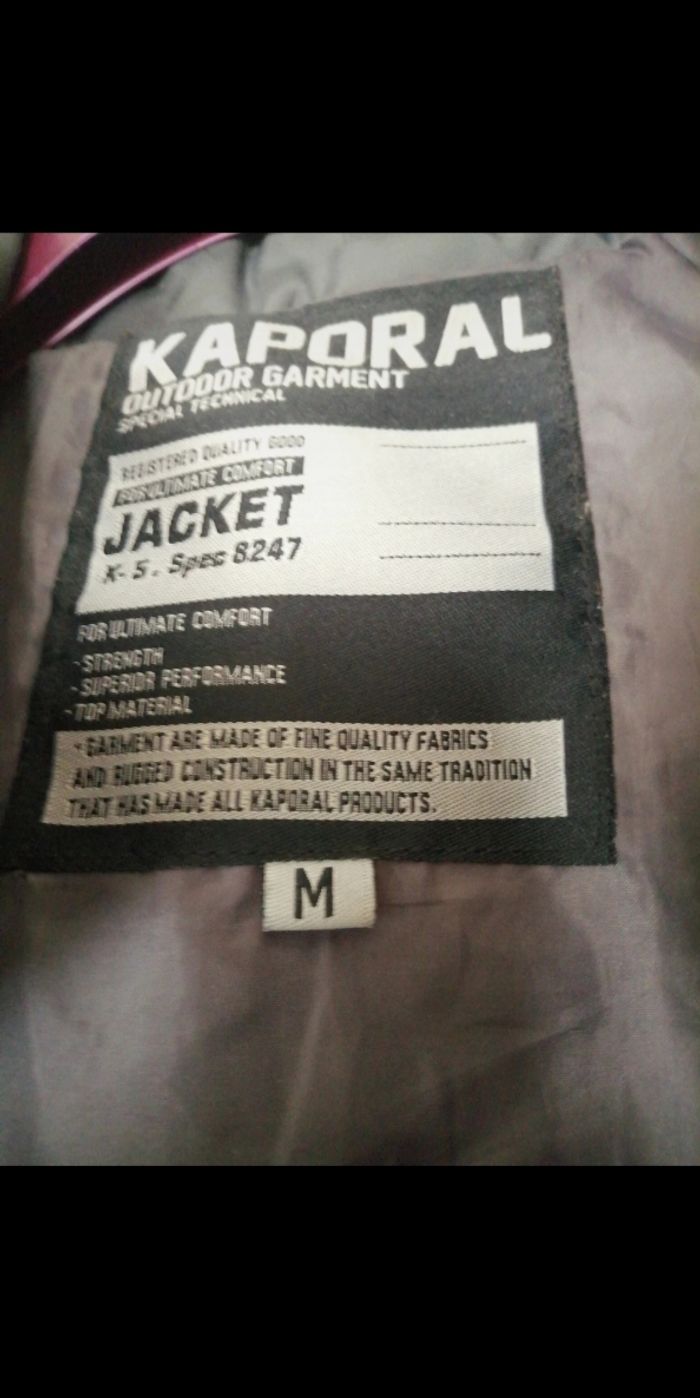 KAPORAL
OUTDOOR GARMENT
SPECIAL TECHNICAL
REGISTERED QUALITY GOOD
FOR ULTIMATE COMFORT
JACKET
X-5. Spec 8247
FOR ULTIMATE COMFORT
- STRENGTH
- SUPERIOR PERFORMANCE
- TOP MATERIAL
- GARMENT ARE MADE OF FINE QUALITY FABRICS
AND RUGGED CONSTRUCTION IN THE SAME TRADITION
THAT HAS MADE ALL KAPORAL PRODUCTS.
M